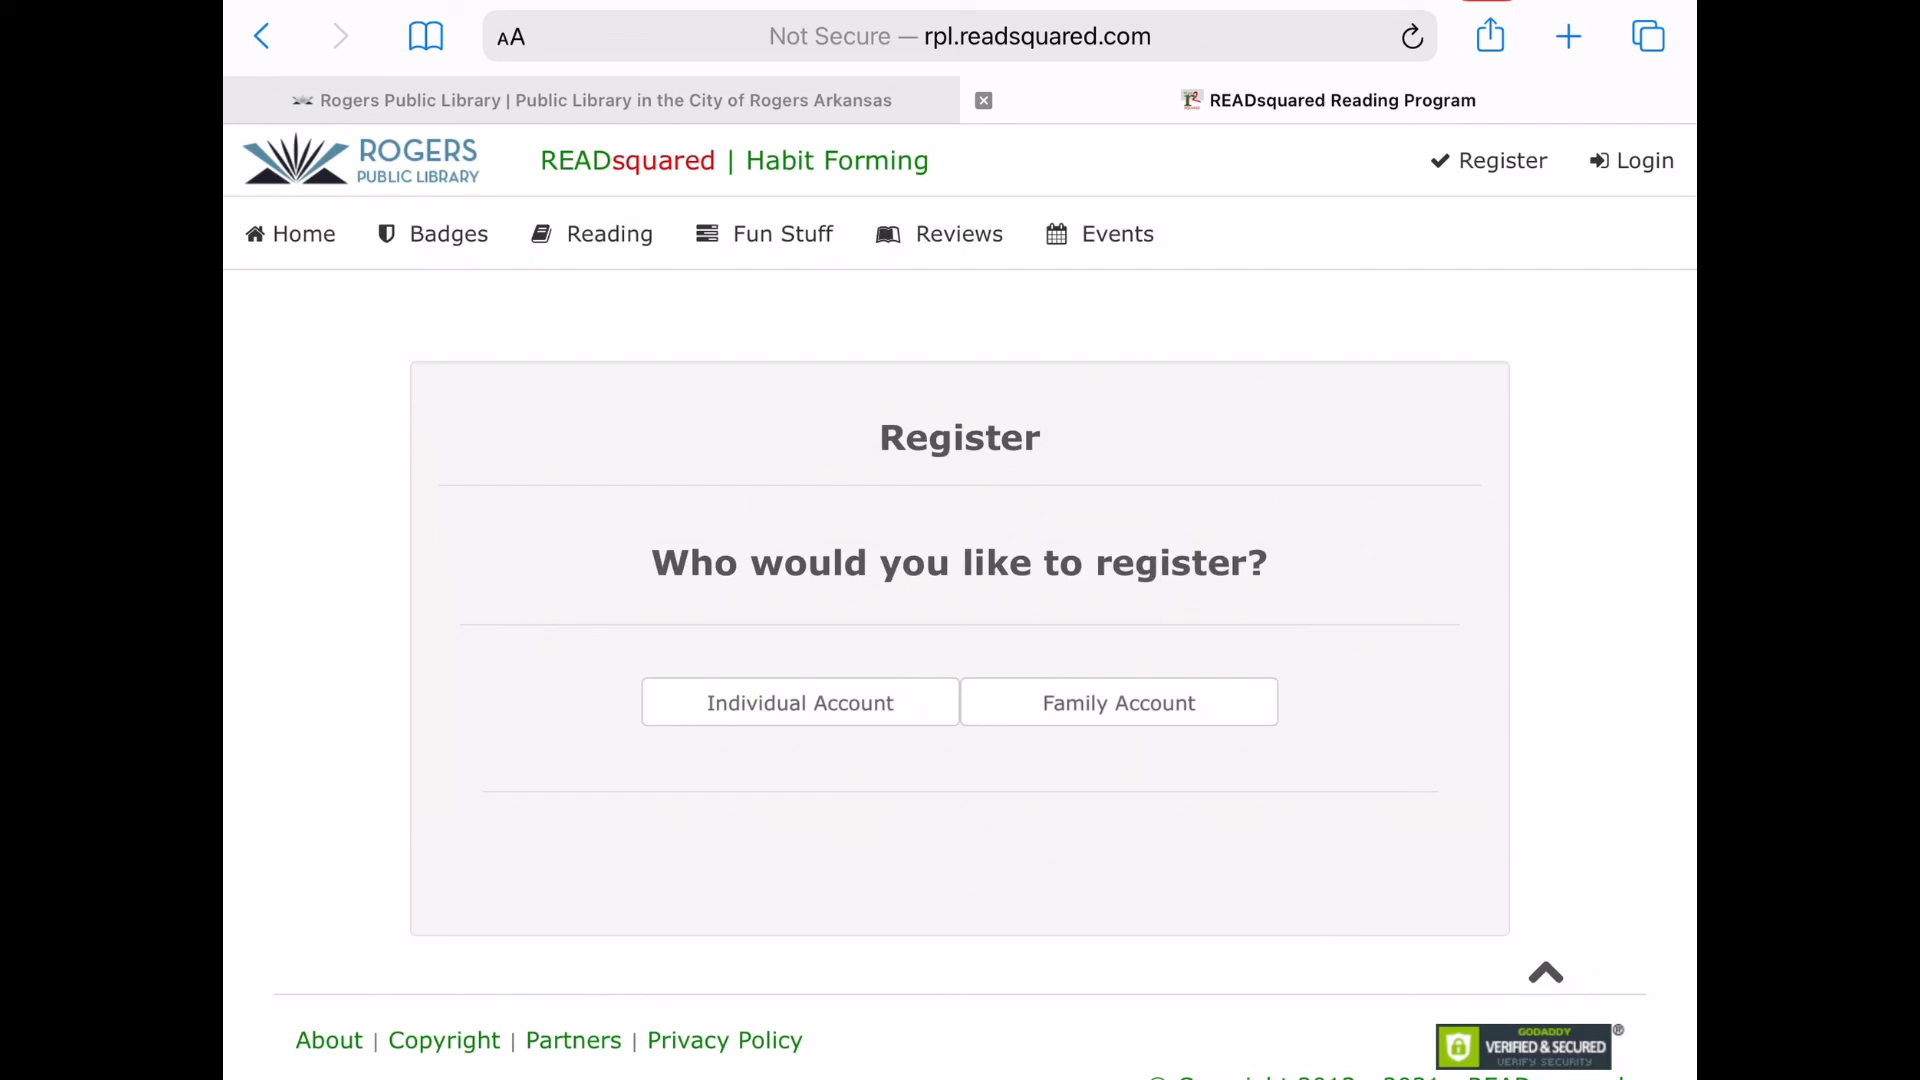 AA
Not Secure — rpl.readsquared.com
Rogers Public Library | Public Library in the City of Rogers Arkansas
READsquared Reading Program
ROGERS
PUBLIC LIBRARY
READsquared | Habit Forming
Register
Login
Home
Badges
Reading
Fun Stuff
Reviews
Events
Register
Who would you like to register?
Individual Account
Family Account
About | Copyright | Partners | Privacy Policy
GODADDY
VERIFIED & SECURED
VERIFY SECURITY
®